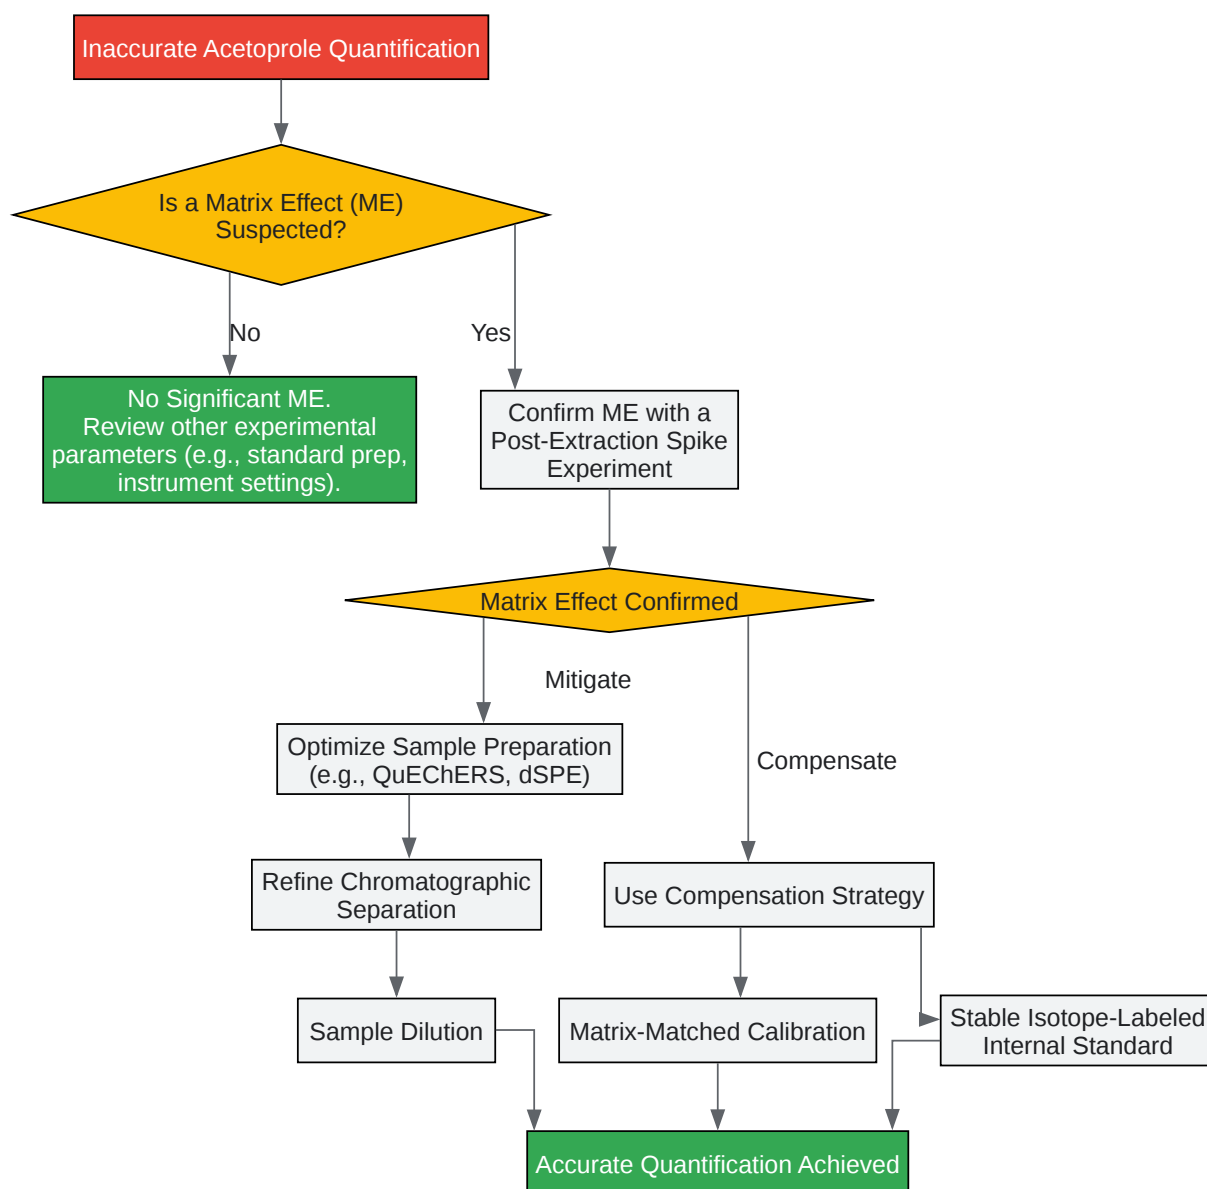 Inaccurate Acetoprole Quantification
Is a Matrix Effect (ME)
Suspected?
No
Yes
No Significant ME.
Review other experimental
parameters (e.g., standard prep,
instrument settings).
Confirm ME with a
Post-Extraction Spike
Experiment
Matrix Effect Confirmed
Mitigate
Optimize Sample Preparation
(e.g., QuEChERS, dSPE)
Compensate
Refine Chromatographic
Separation
Use Compensation Strategy
Sample Dilution
Matrix-Matched Calibration
Stable Isotope-Labeled
Internal Standard
Accurate Quantification Achieved